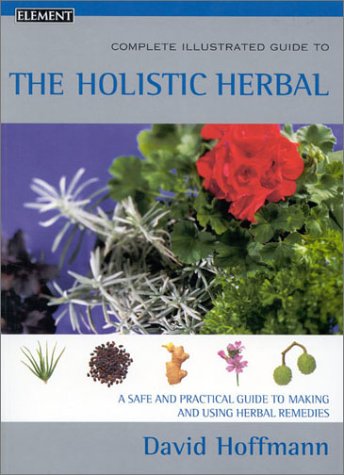 ELEMENT
COMPLETE ILLUSTRATED GUIDE TO
THE HOLISTIC HERBAL
A SAFE AND PRACTICAL GUIDE TO MAKING
AND USING HERBAL REMEDIES
David Hoffmann